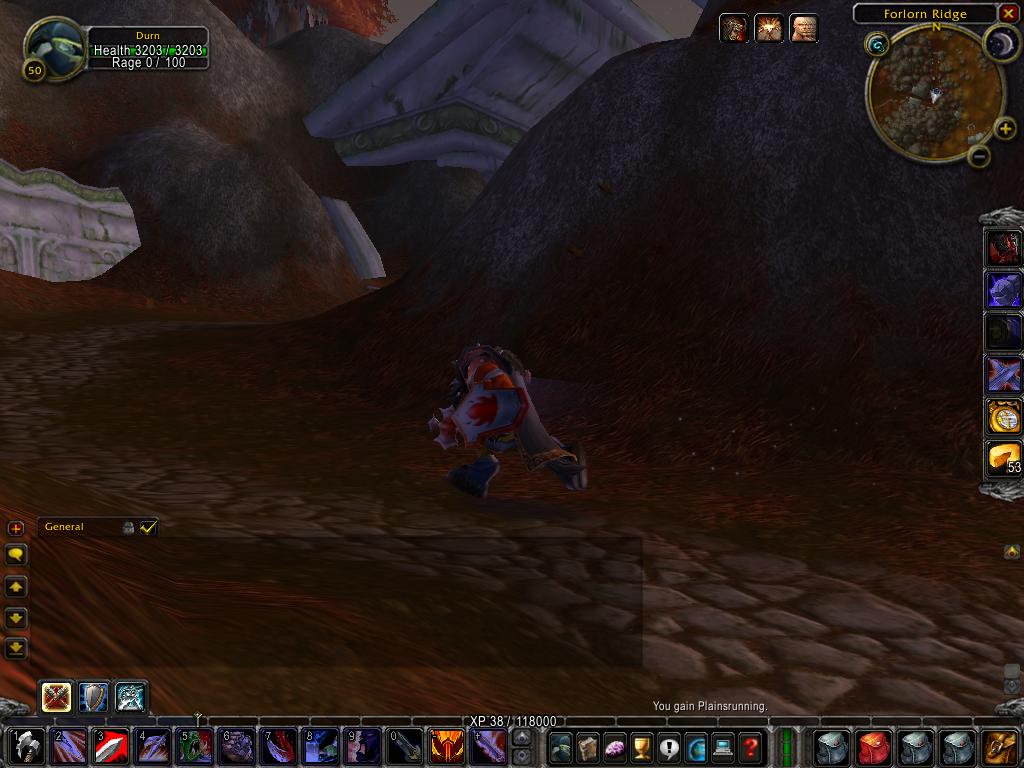 Durn
Health 3203 / 3203
50
Rage 0 / 100
Forlorn Ridge
N
53
General
You gain Plainsrunning.
XP 38 / 118000
1 2 3 4 5 6 7 8 9 0 -